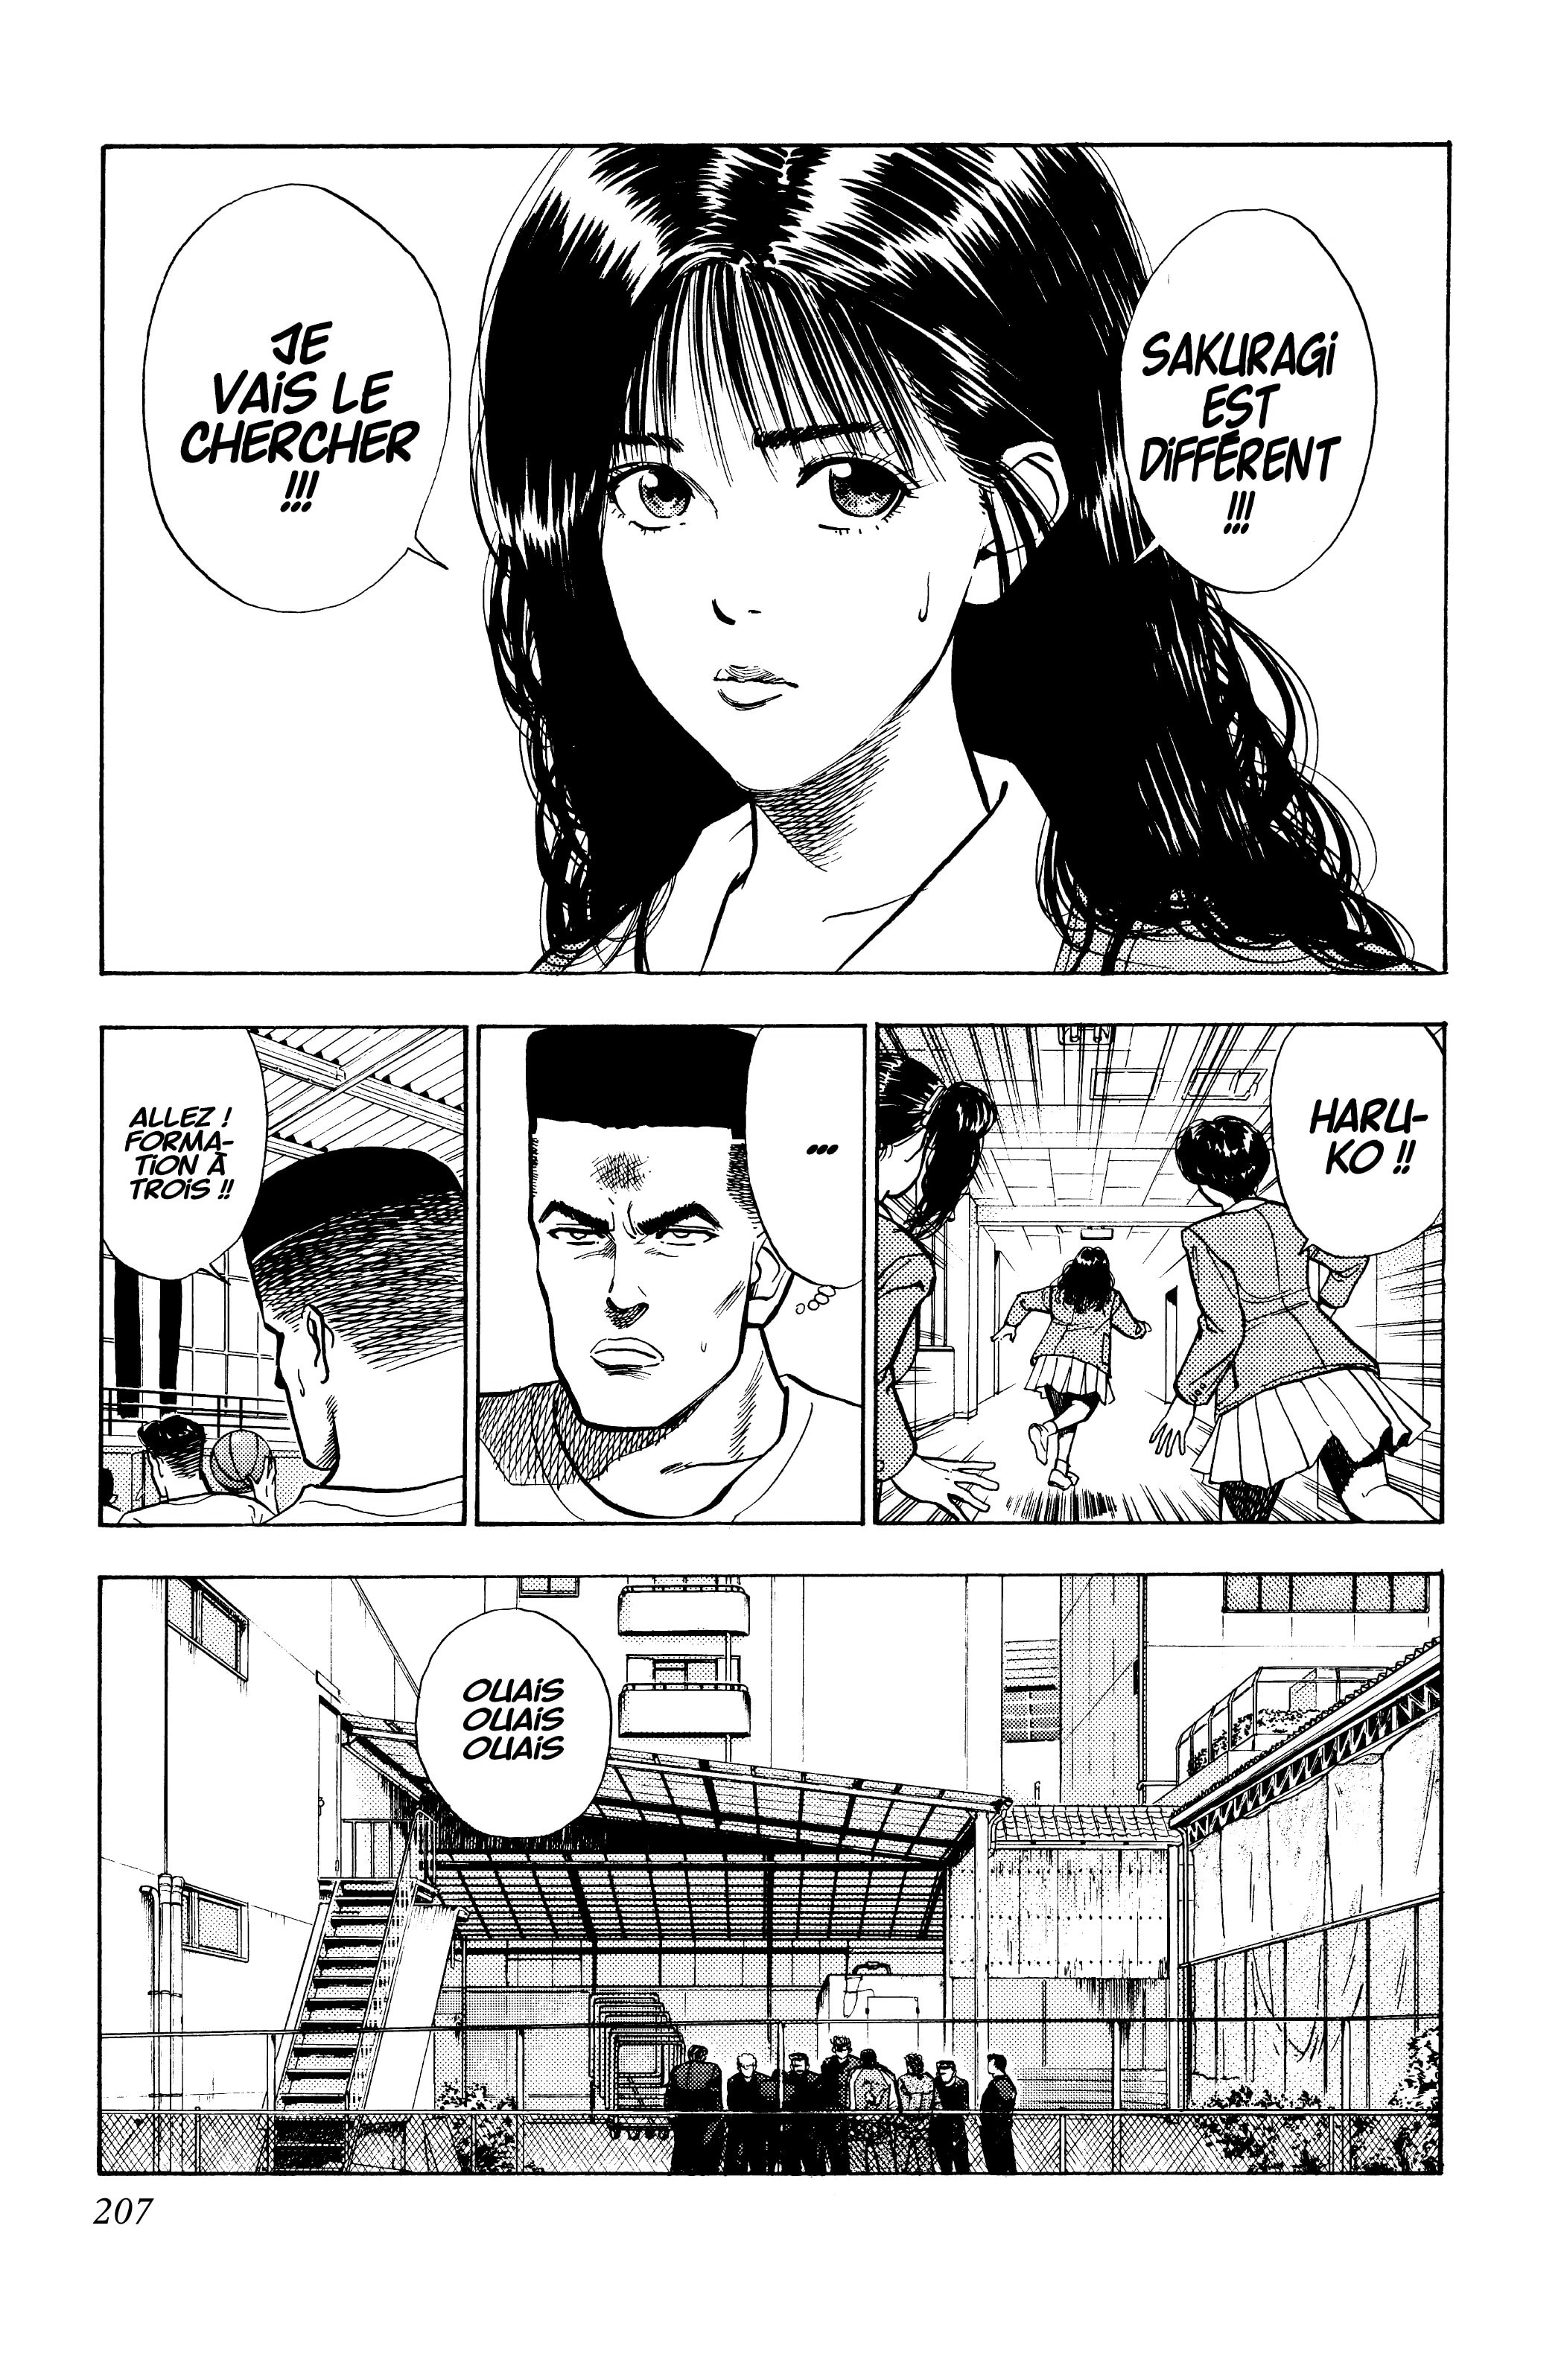 SAKURAGI
EST
DIFFÉRENT
!!!
JE
VAIS LE
CHERCHER
!!!
HARU-
KO !!
...
ALLEZ !
FORMA-
TION À
TROIS !!
OUAIS
OUAIS
OUAIS
207